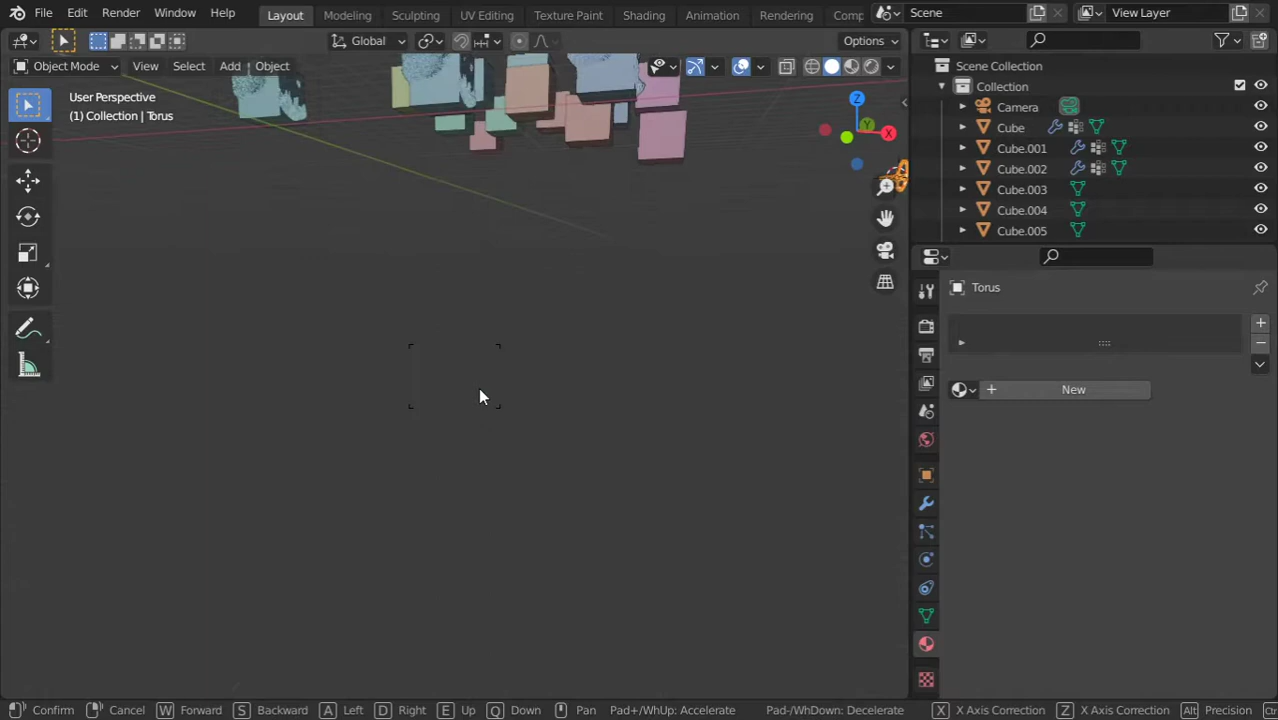 File Edit Render Window Help Layout Modeling Sculpting UV Editing Texture Paint Shading Animation Rendering Comp Scene View Layer
Global Options
Object Mode View Select Add Object
User Perspective
(1) Collection | Torus
Z
Y
X
Scene Collection
Collection
Camera
Cube
Cube.001
Cube.002
Cube.003
Cube.004
Cube.005
Torus
New
Confirm Cancel W Forward S Backward A Left D Right E Up Q Down Pan Pad+/WhUp: Accelerate Pad-/WhDown: Decelerate X X Axis Correction Z X Axis Correction Alt Precision Ctr